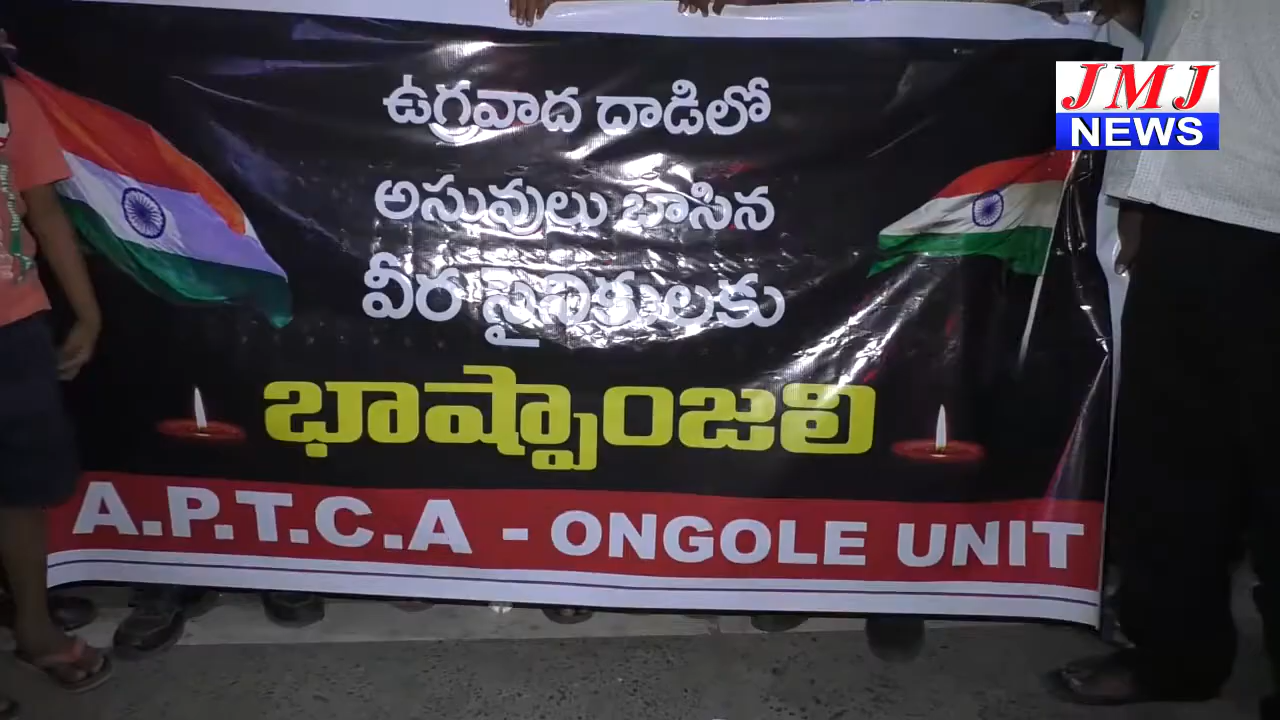 JMJ
NEWS
ఉగ్రవాద దాడిలో
అసువులు బాసిన
వీర సైనికులకు
భాష్పాంజలి
A.P.T.C.A - ONGOLE UNIT